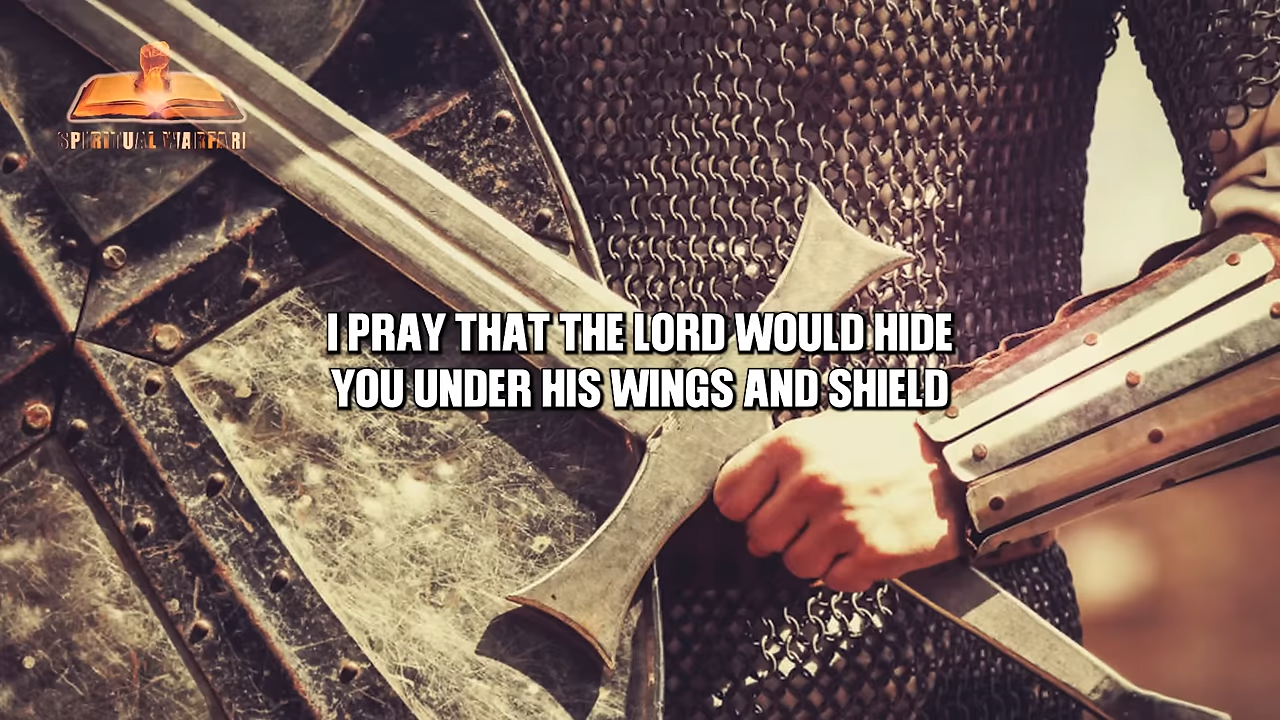 SPIRITUAL WARFARE
I PRAY THAT THE LORD WOULD HIDE
YOU UNDER HIS WINGS AND SHIELD